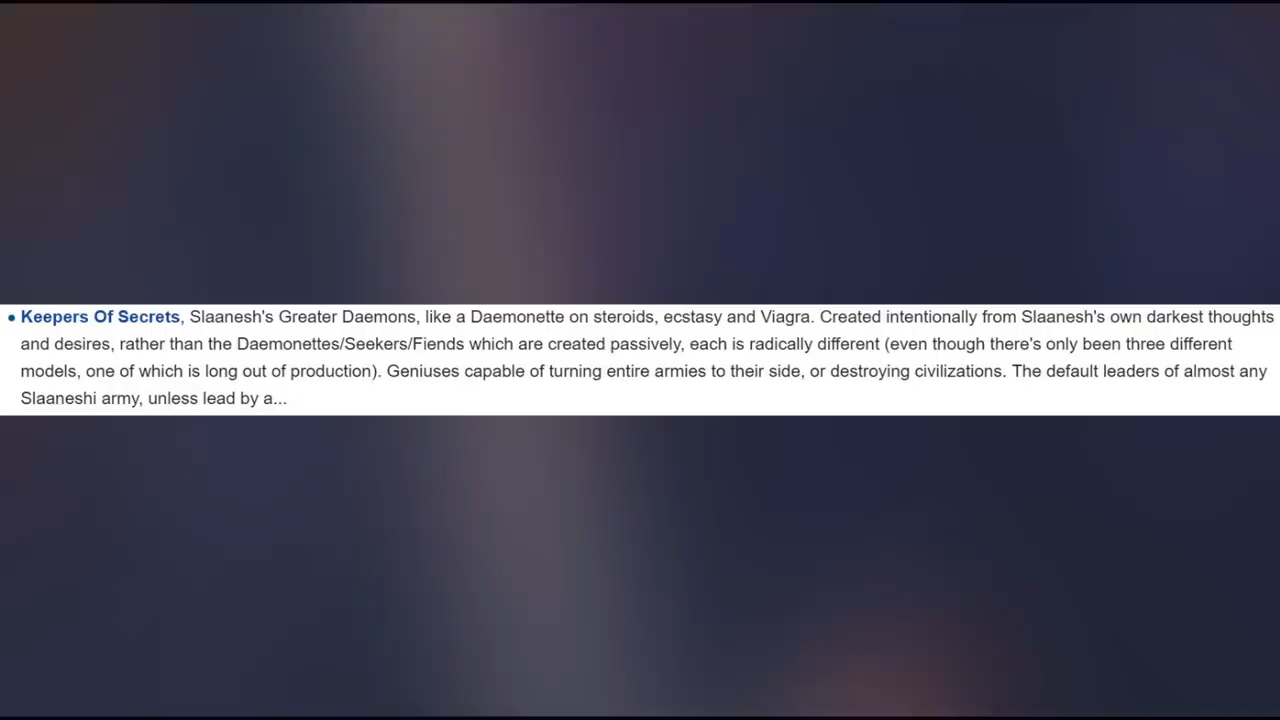 • Keepers Of Secrets, Slaanesh's Greater Daemons, like a Daemonette on steroids, ecstasy and Viagra. Created intentionally from Slaanesh's own darkest thoughts
and desires, rather than the Daemonettes/Seekers/Fiends which are created passively, each is radically different (even though there's only been three different
models, one of which is long out of production). Geniuses capable of turning entire armies to their side, or destroying civilizations. The default leaders of almost any
Slaaneshi army, unless lead by a...